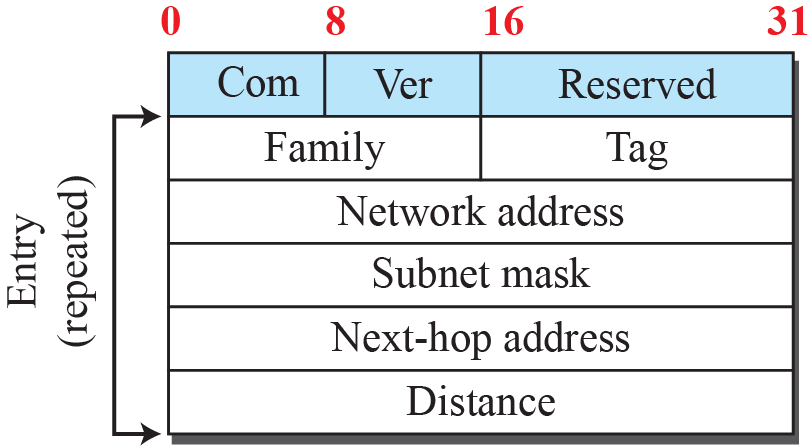 0 8 16 31
Com Ver Reserved
Family Tag
Network address
Subnet mask
Next-hop address
Distance
Entry
(repeated)